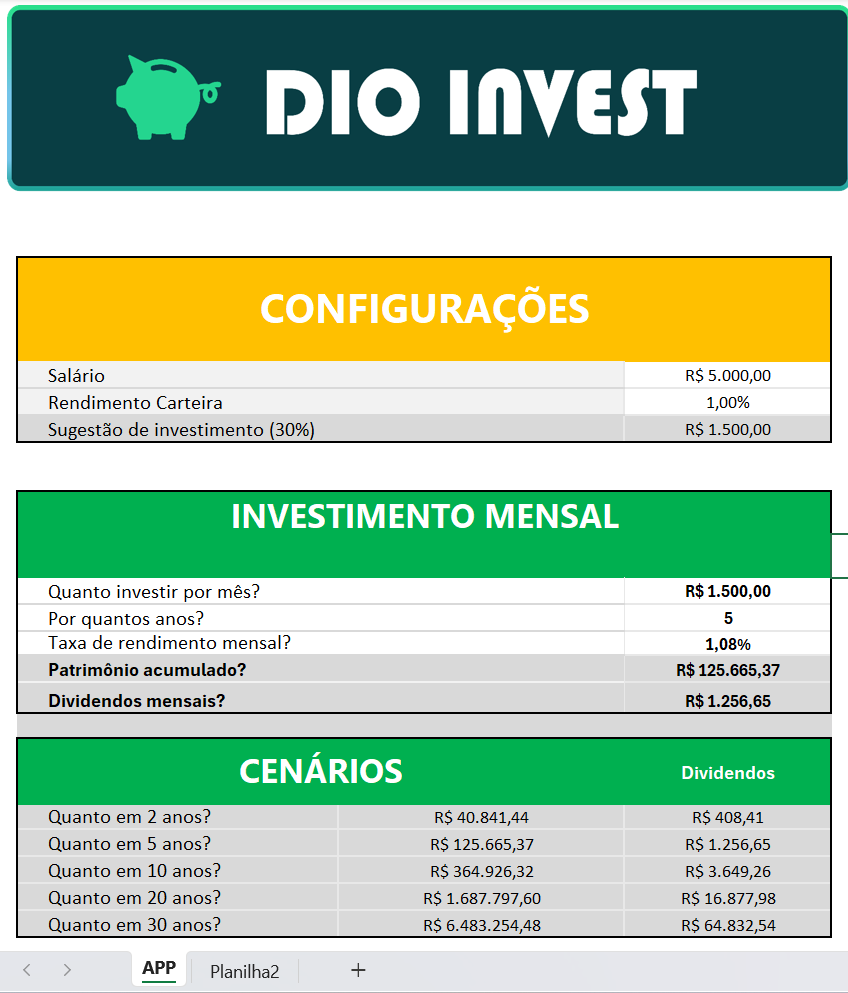 DIO INVEST
CONFIGURAÇÕES
Salário R$ 5.000,00
Rendimento Carteira 1,00%
Sugestão de investimento (30%) R$ 1.500,00
INVESTIMENTO MENSAL
Quanto investir por mês? R$ 1.500,00
Por quantos anos? 5
Taxa de rendimento mensal? 1,08%
Patrimônio acumulado? R$ 125.665,37
Dividendos mensais? R$ 1.256,65
CENÁRIOS Dividendos
Quanto em 2 anos? R$ 40.841,44 R$ 408,41
Quanto em 5 anos? R$ 125.665,37 R$ 1.256,65
Quanto em 10 anos? R$ 364.926,32 R$ 3.649,26
Quanto em 20 anos? R$ 1.687.797,60 R$ 16.877,98
Quanto em 30 anos? R$ 6.483.254,48 R$ 64.832,54
APP Planilha2 +